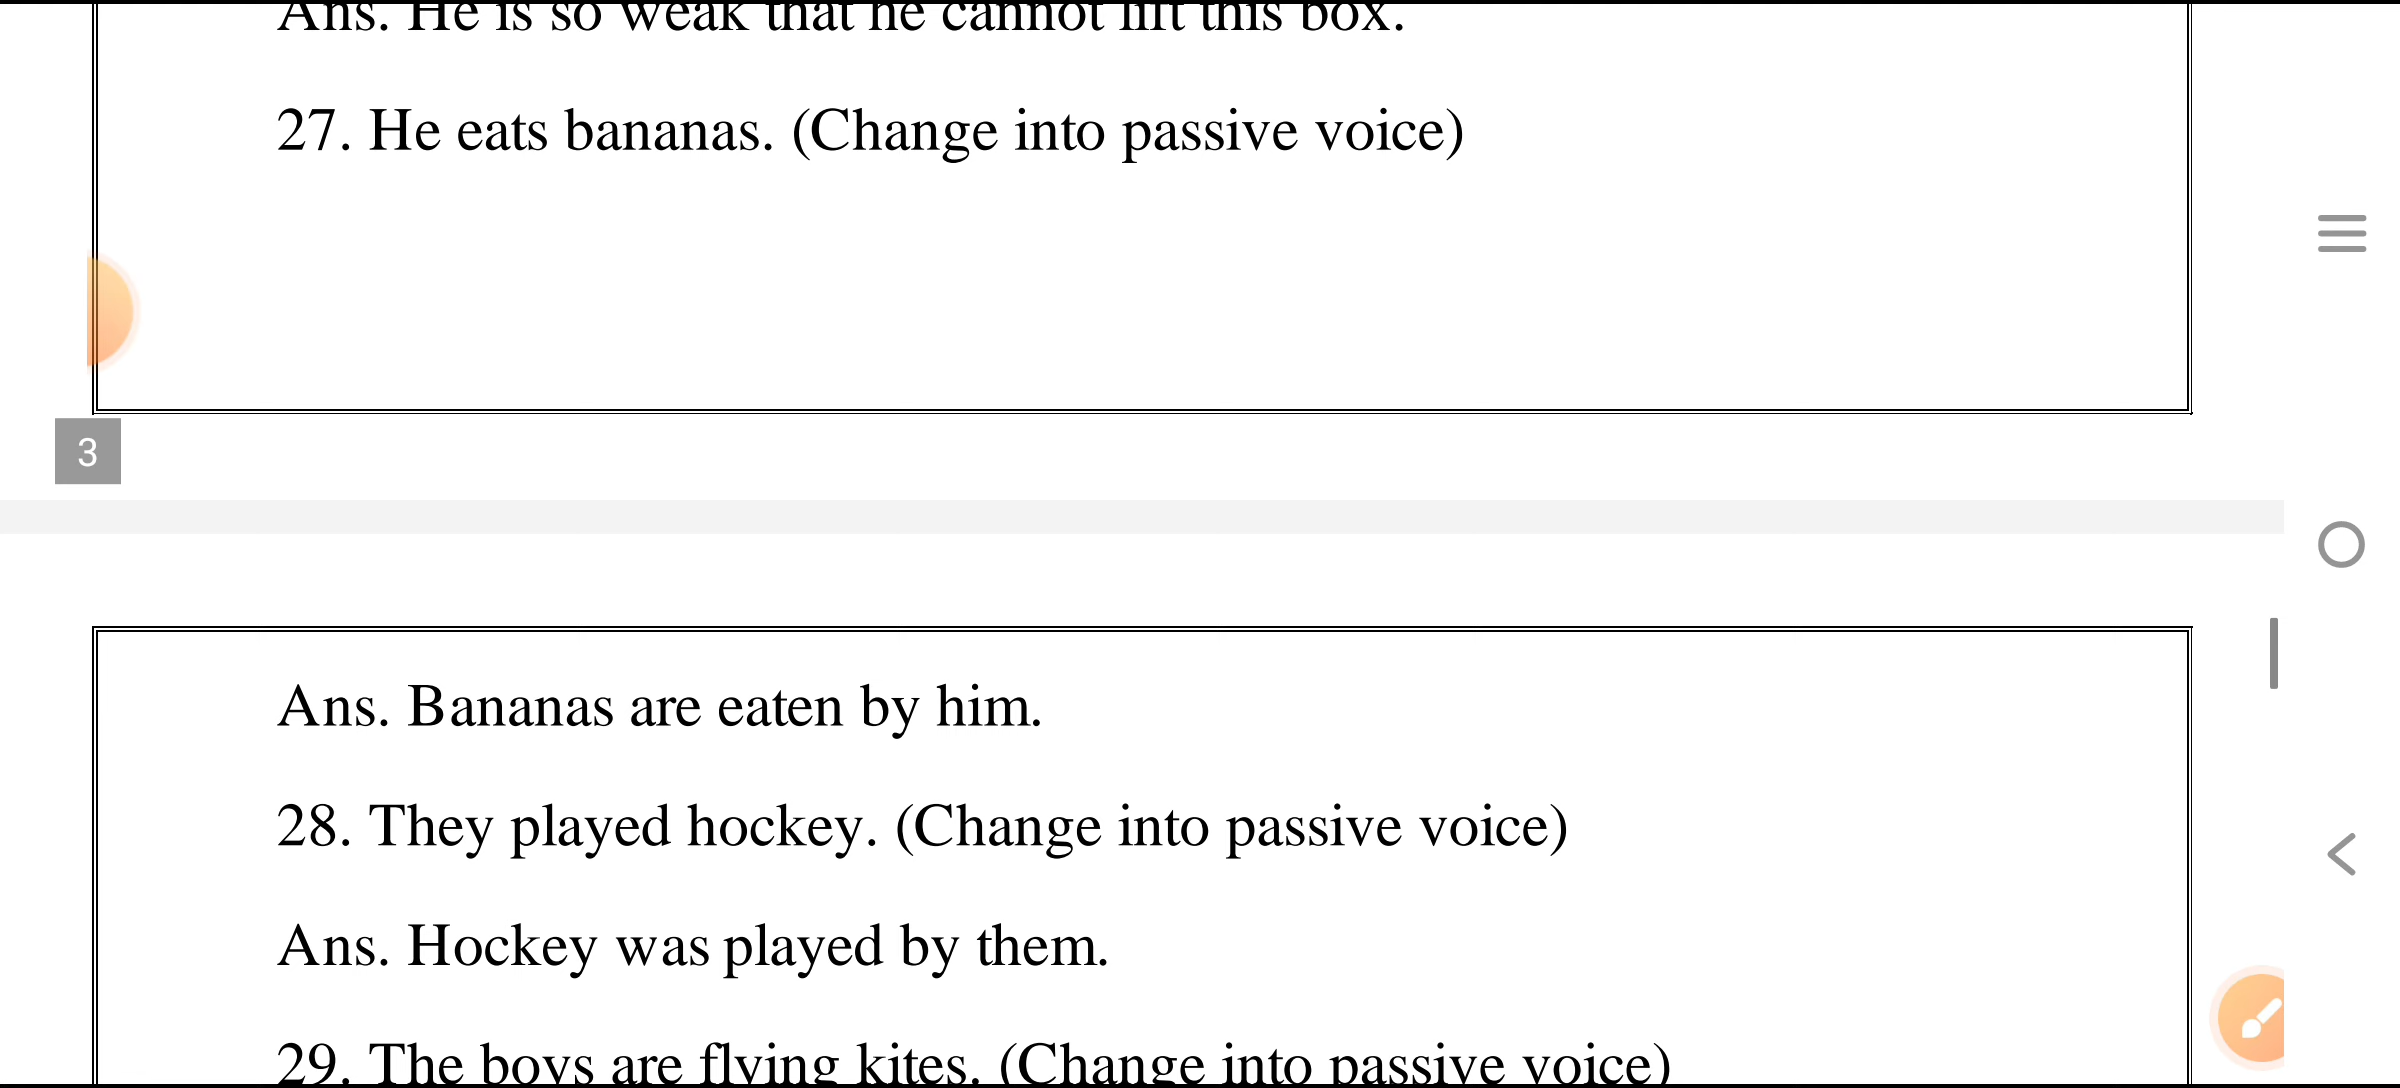 Ans. He is so weak that he cannot lift this box.
27. He eats bananas. (Change into passive voice)
3
Ans. Bananas are eaten by him.
28. They played hockey. (Change into passive voice)
Ans. Hockey was played by them.
29. The boys are flying kites. (Change into passive voice)